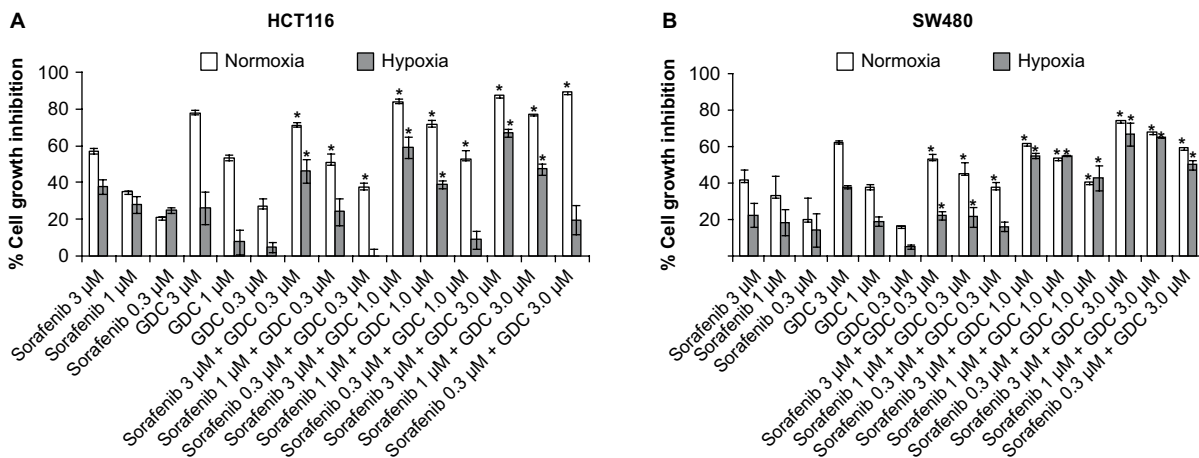 A
HCT116
Normoxia
Hypoxia
% Cell growth inhibition
100
80
60
40
20
0
Sorafenib 3 µM
Sorafenib 1 µM
Sorafenib 0.3 µM
GDC 3 µM
GDC 1 µM
GDC 0.3 µM
Sorafenib 3 µM + GDC 0.3 µM
Sorafenib 1 µM + GDC 0.3 µM
Sorafenib 0.3 µM + GDC 0.3 µM
Sorafenib 3 µM + GDC 1.0 µM
Sorafenib 1 µM + GDC 1.0 µM
Sorafenib 0.3 µM + GDC 1.0 µM
Sorafenib 3 µM + GDC 3.0 µM
Sorafenib 1 µM + GDC 3.0 µM
Sorafenib 0.3 µM + GDC 3.0 µM
* * * * * * * * * * * * * *
B
SW480
Normoxia
Hypoxia
% Cell growth inhibition
100
80
60
40
20
Sorafenib 3 µM
Sorafenib 1 µM
Sorafenib 0.3 µM
GDC 3 µM
GDC 1 µM
GDC 0.3 µM
Sorafenib 3 µM + GDC 0.3 µM
Sorafenib 1 µM + GDC 0.3 µM
Sorafenib 0.3 µM + GDC 0.3 µM
Sorafenib 3 µM + GDC 1.0 µM
Sorafenib 1 µM + GDC 1.0 µM
Sorafenib 0.3 µM + GDC 1.0 µM
Sorafenib 3 µM + GDC 3.0 µM
Sorafenib 1 µM + GDC 3.0 µM
Sorafenib 0.3 µM + GDC 3.0 µM
* * * * * * * * * * * * * * * * *